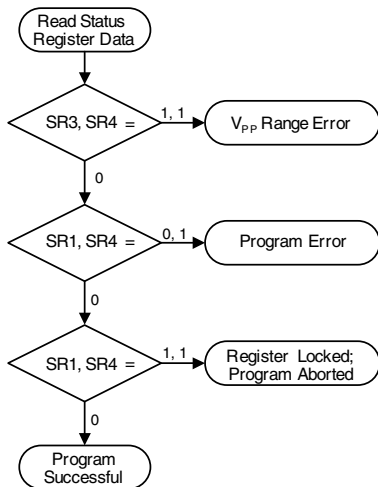 Read Status
Register Data
SR3, SR4 =
1, 1
V_PP Range Error
0
SR1, SR4 =
0, 1
Program Error
0
SR1, SR4 =
1, 1
Register Locked;
Program Aborted
0
Program
Successful